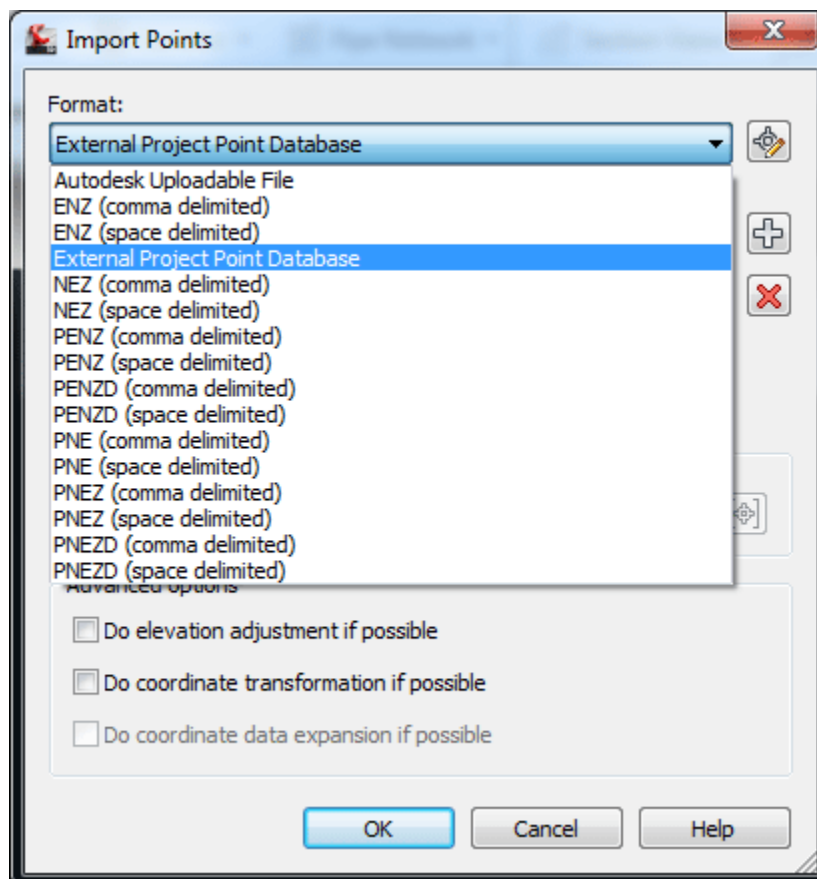 Import Points
Format:
External Project Point Database
Autodesk Uploadable File
ENZ (comma delimited)
ENZ (space delimited)
External Project Point Database
NEZ (comma delimited)
NEZ (space delimited)
PENZ (comma delimited)
PENZ (space delimited)
PENZD (comma delimited)
PENZD (space delimited)
PNE (comma delimited)
PNE (space delimited)
PNEZ (comma delimited)
PNEZ (space delimited)
PNEZD (comma delimited)
PNEZD (space delimited)
Advanced options
Do elevation adjustment if possible
Do coordinate transformation if possible
Do coordinate data expansion if possible
OK Cancel Help